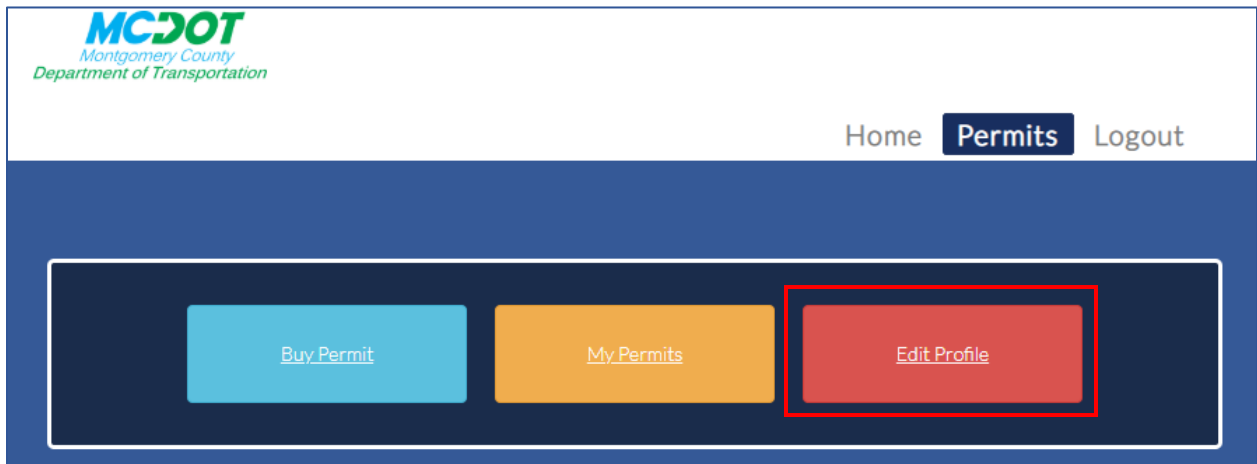 MCDOT
Montgomery County
Department of Transportation
Home Permits Logout
Buy Permit My Permits Edit Profile